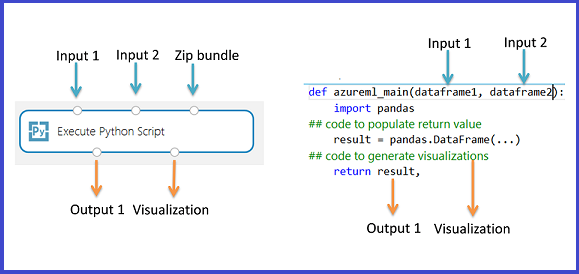 Input 1 Input 2 Zip bundle
Py Execute Python Script
Output 1 Visualization
Input 1 Input 2
def azureml_main(dataframe1, dataframe2):
import pandas
## code to populate return value
result = pandas.DataFrame(...)
## code to generate visualizations
return result,
Output 1 Visualization